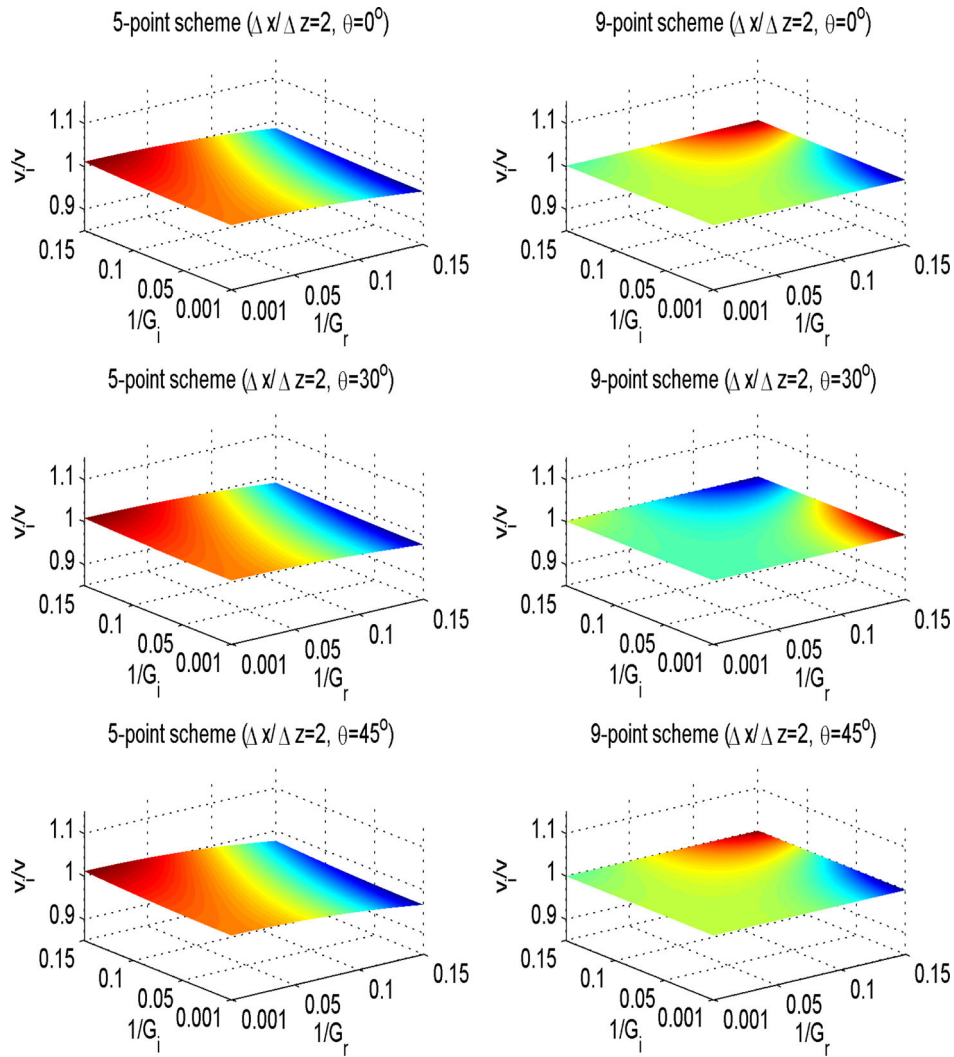 5-point scheme (Δ x/Δ z=2, θ=0°)
9-point scheme (Δ x/Δ z=2, θ=0°)
1.1
1
0.9
v_i/v
0.15
0.1
0.05
0.001
1/G_i
0.001
0.05
0.1
0.15
1/G_r
1.1
1
0.9
v_i/v
0.15
0.1
0.05
0.001
1/G_i
0.001
0.05
0.1
0.15
1/G_r
5-point scheme (Δ x/Δ z=2, θ=30°)
9-point scheme (Δ x/Δ z=2, θ=30°)
1.1
1
0.9
v_i/v
0.15
0.1
0.05
0.001
1/G_i
0.001
0.05
0.1
0.15
1/G_r
1.1
1
0.9
v_i/v
0.15
0.1
0.05
0.001
1/G_i
0.001
0.05
0.1
0.15
1/G_r
5-point scheme (Δ x/Δ z=2, θ=45°)
9-point scheme (Δ x/Δ z=2, θ=45°)
1.1
1
0.9
v_i/v
0.15
0.1
0.05
0.001
1/G_i
0.001
0.05
0.1
0.15
1/G_r
1.1
1
0.9
v_i/v
0.15
0.1
0.05
0.001
1/G_i
0.001
0.05
0.1
0.15
1/G_r